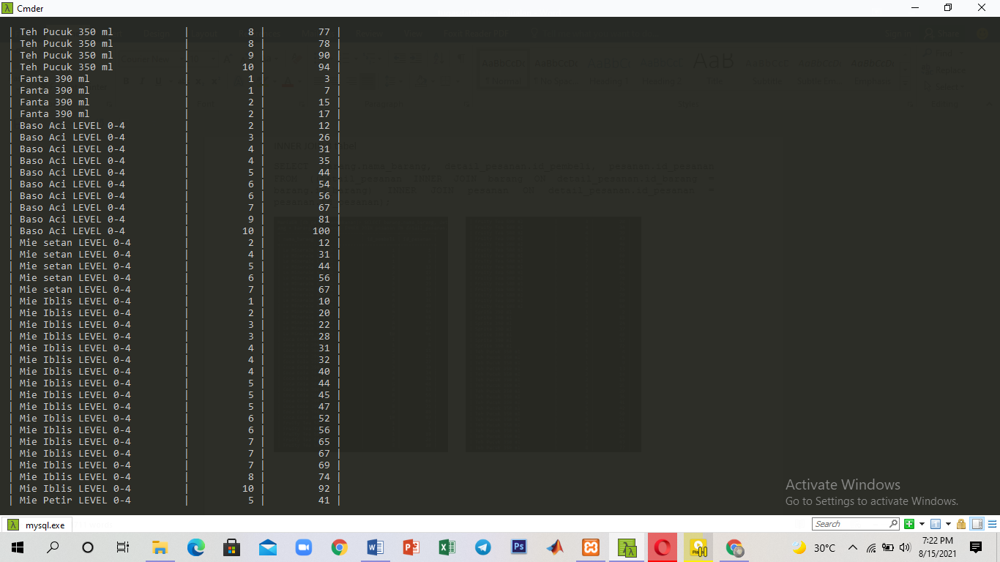 Cmder
| Teh Pucuk 350 ml | 8 | 77 |
| Teh Pucuk 350 ml | 8 | 78 |
| Teh Pucuk 350 ml | 9 | 90 |
| Teh Pucuk 350 ml | 10 | 94 |
| Fanta 390 ml | 1 | 3 |
| Fanta 390 ml | 1 | 7 |
| Fanta 390 ml | 2 | 15 |
| Fanta 390 ml | 2 | 17 |
| Baso Aci LEVEL 0-4 | 2 | 12 |
| Baso Aci LEVEL 0-4 | 3 | 26 |
| Baso Aci LEVEL 0-4 | 4 | 31 |
| Baso Aci LEVEL 0-4 | 4 | 35 |
| Baso Aci LEVEL 0-4 | 5 | 44 |
| Baso Aci LEVEL 0-4 | 6 | 54 |
| Baso Aci LEVEL 0-4 | 6 | 56 |
| Baso Aci LEVEL 0-4 | 7 | 67 |
| Baso Aci LEVEL 0-4 | 9 | 81 |
| Baso Aci LEVEL 0-4 | 10 | 100 |
| Mie setan LEVEL 0-4 | 2 | 12 |
| Mie setan LEVEL 0-4 | 4 | 31 |
| Mie setan LEVEL 0-4 | 5 | 44 |
| Mie setan LEVEL 0-4 | 6 | 56 |
| Mie setan LEVEL 0-4 | 7 | 67 |
| Mie Iblis LEVEL 0-4 | 1 | 10 |
| Mie Iblis LEVEL 0-4 | 2 | 20 |
| Mie Iblis LEVEL 0-4 | 3 | 22 |
| Mie Iblis LEVEL 0-4 | 3 | 28 |
| Mie Iblis LEVEL 0-4 | 4 | 31 |
| Mie Iblis LEVEL 0-4 | 4 | 32 |
| Mie Iblis LEVEL 0-4 | 4 | 40 |
| Mie Iblis LEVEL 0-4 | 5 | 44 |
| Mie Iblis LEVEL 0-4 | 5 | 45 |
| Mie Iblis LEVEL 0-4 | 5 | 47 |
| Mie Iblis LEVEL 0-4 | 6 | 52 |
| Mie Iblis LEVEL 0-4 | 6 | 56 |
| Mie Iblis LEVEL 0-4 | 7 | 65 |
| Mie Iblis LEVEL 0-4 | 7 | 67 |
| Mie Iblis LEVEL 0-4 | 7 | 69 |
| Mie Iblis LEVEL 0-4 | 8 | 74 |
| Mie Iblis LEVEL 0-4 | 10 | 92 |
| Mie Petir LEVEL 0-4 | 5 | 41 |
Activate Windows
Go to Settings to activate Windows.
mysql.exe
Search
30°C
7:22 PM
8/15/2021